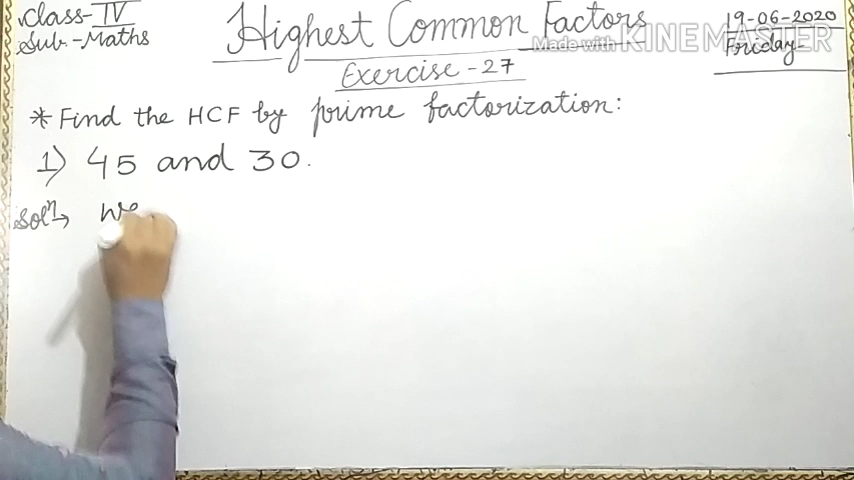 Class-IV
Sub.-Maths
Highest Common Factors
Exercise-27
19-06-2020
Friday
Made with KINEMASTER
*Find the HCF by prime factorization:
1) 45 and 30.
Solⁿ→ we